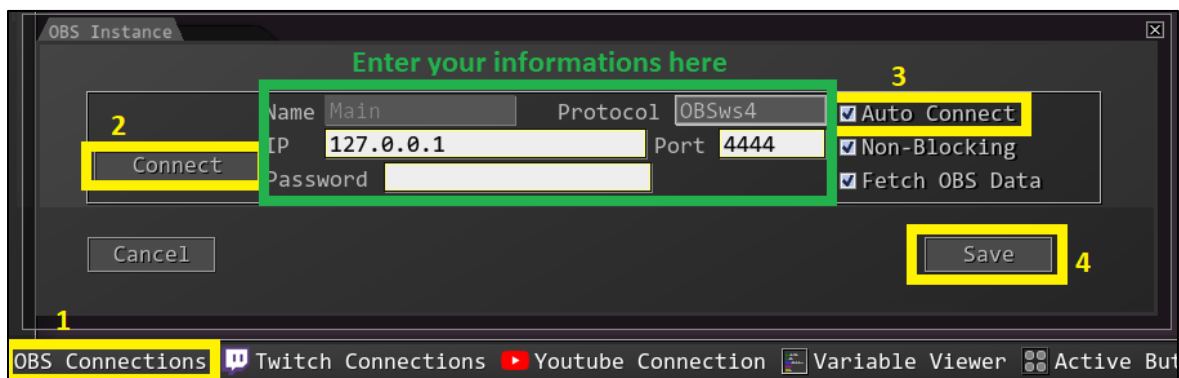 OBS Instance
Enter your informations here
3
2
Name Main Protocol OBSws4
Auto Connect
IP 127.0.0.1 Port 4444
Non-Blocking
Connect
Password
Fetch OBS Data
Cancel
Save
4
1
OBS Connections Twitch Connections Youtube Connection Variable Viewer Active But